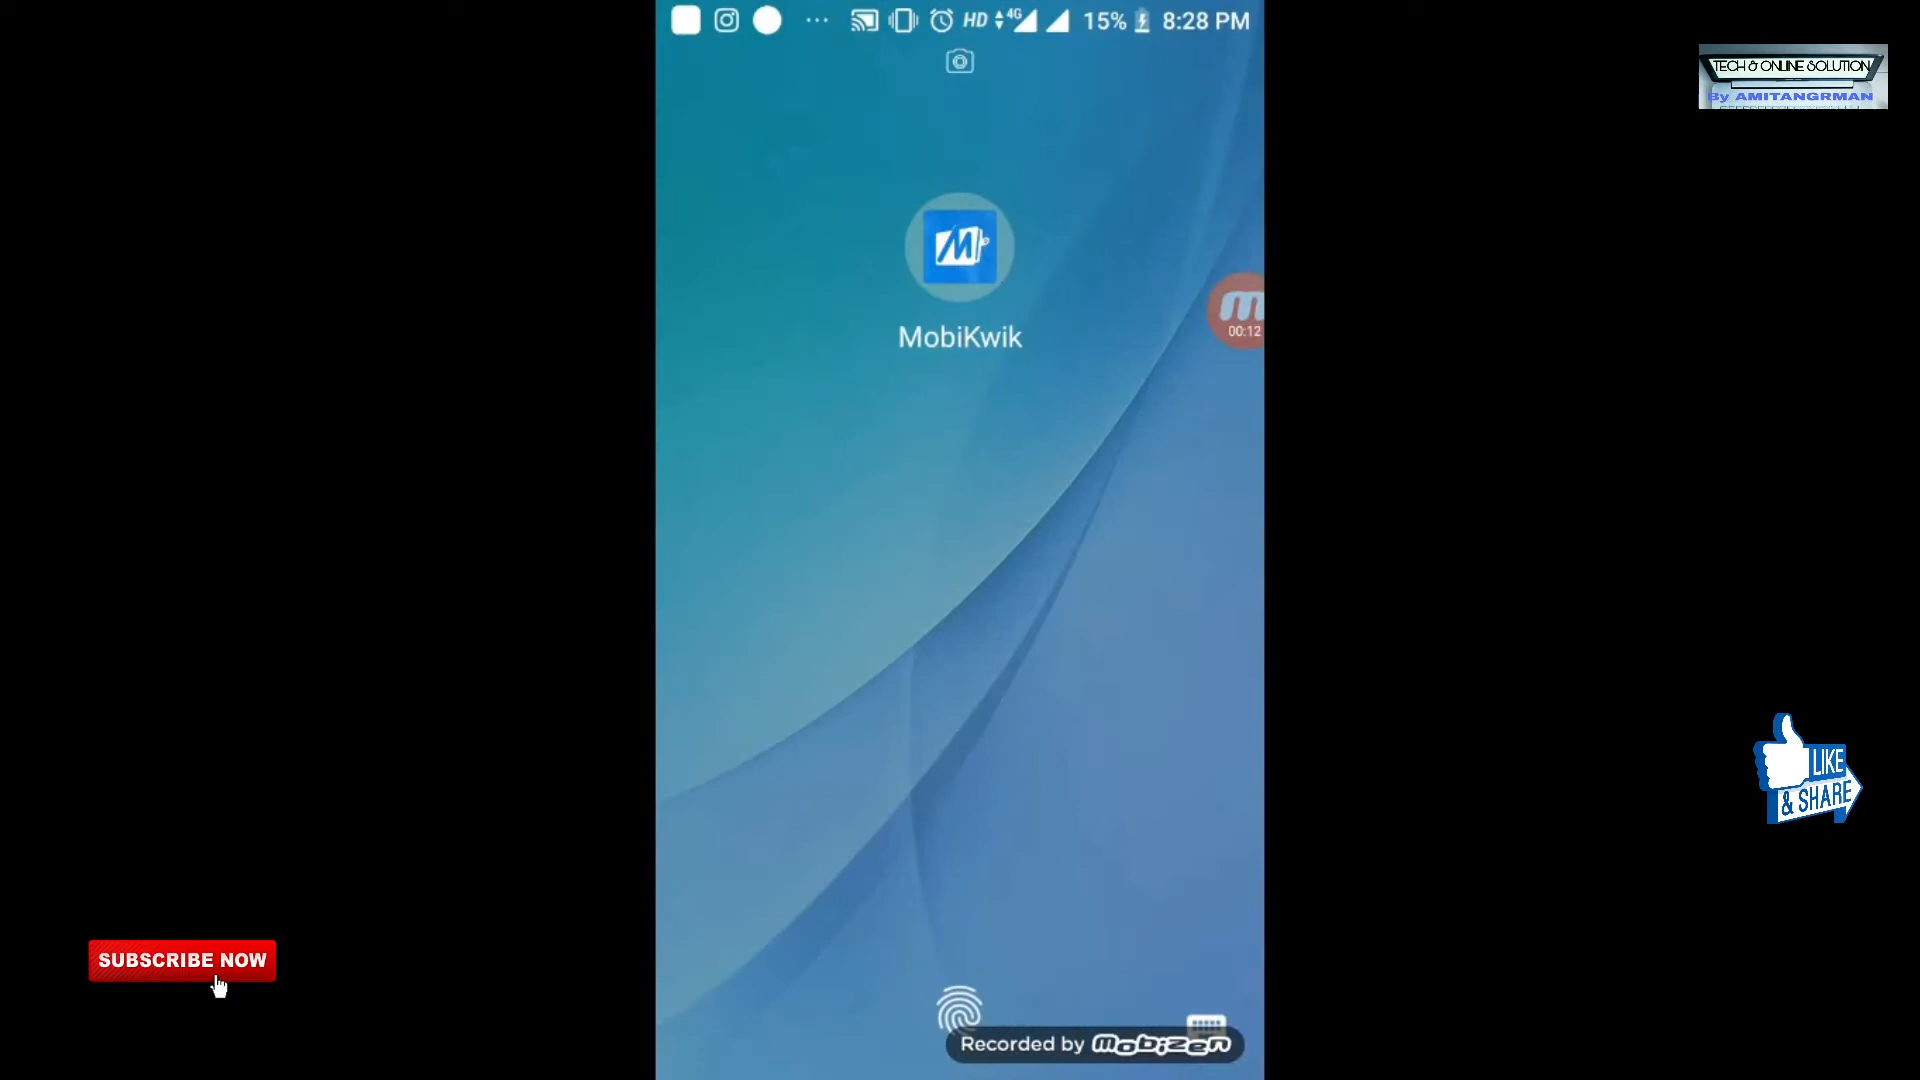 HD 4G 15% 8:28 PM
TECH & ONLINE SOLUTION
By AMITANGRMAN
M
MobiKwik
m
00:12
LIKE
& SHARE
SUBSCRIBE NOW
Recorded by mobizen